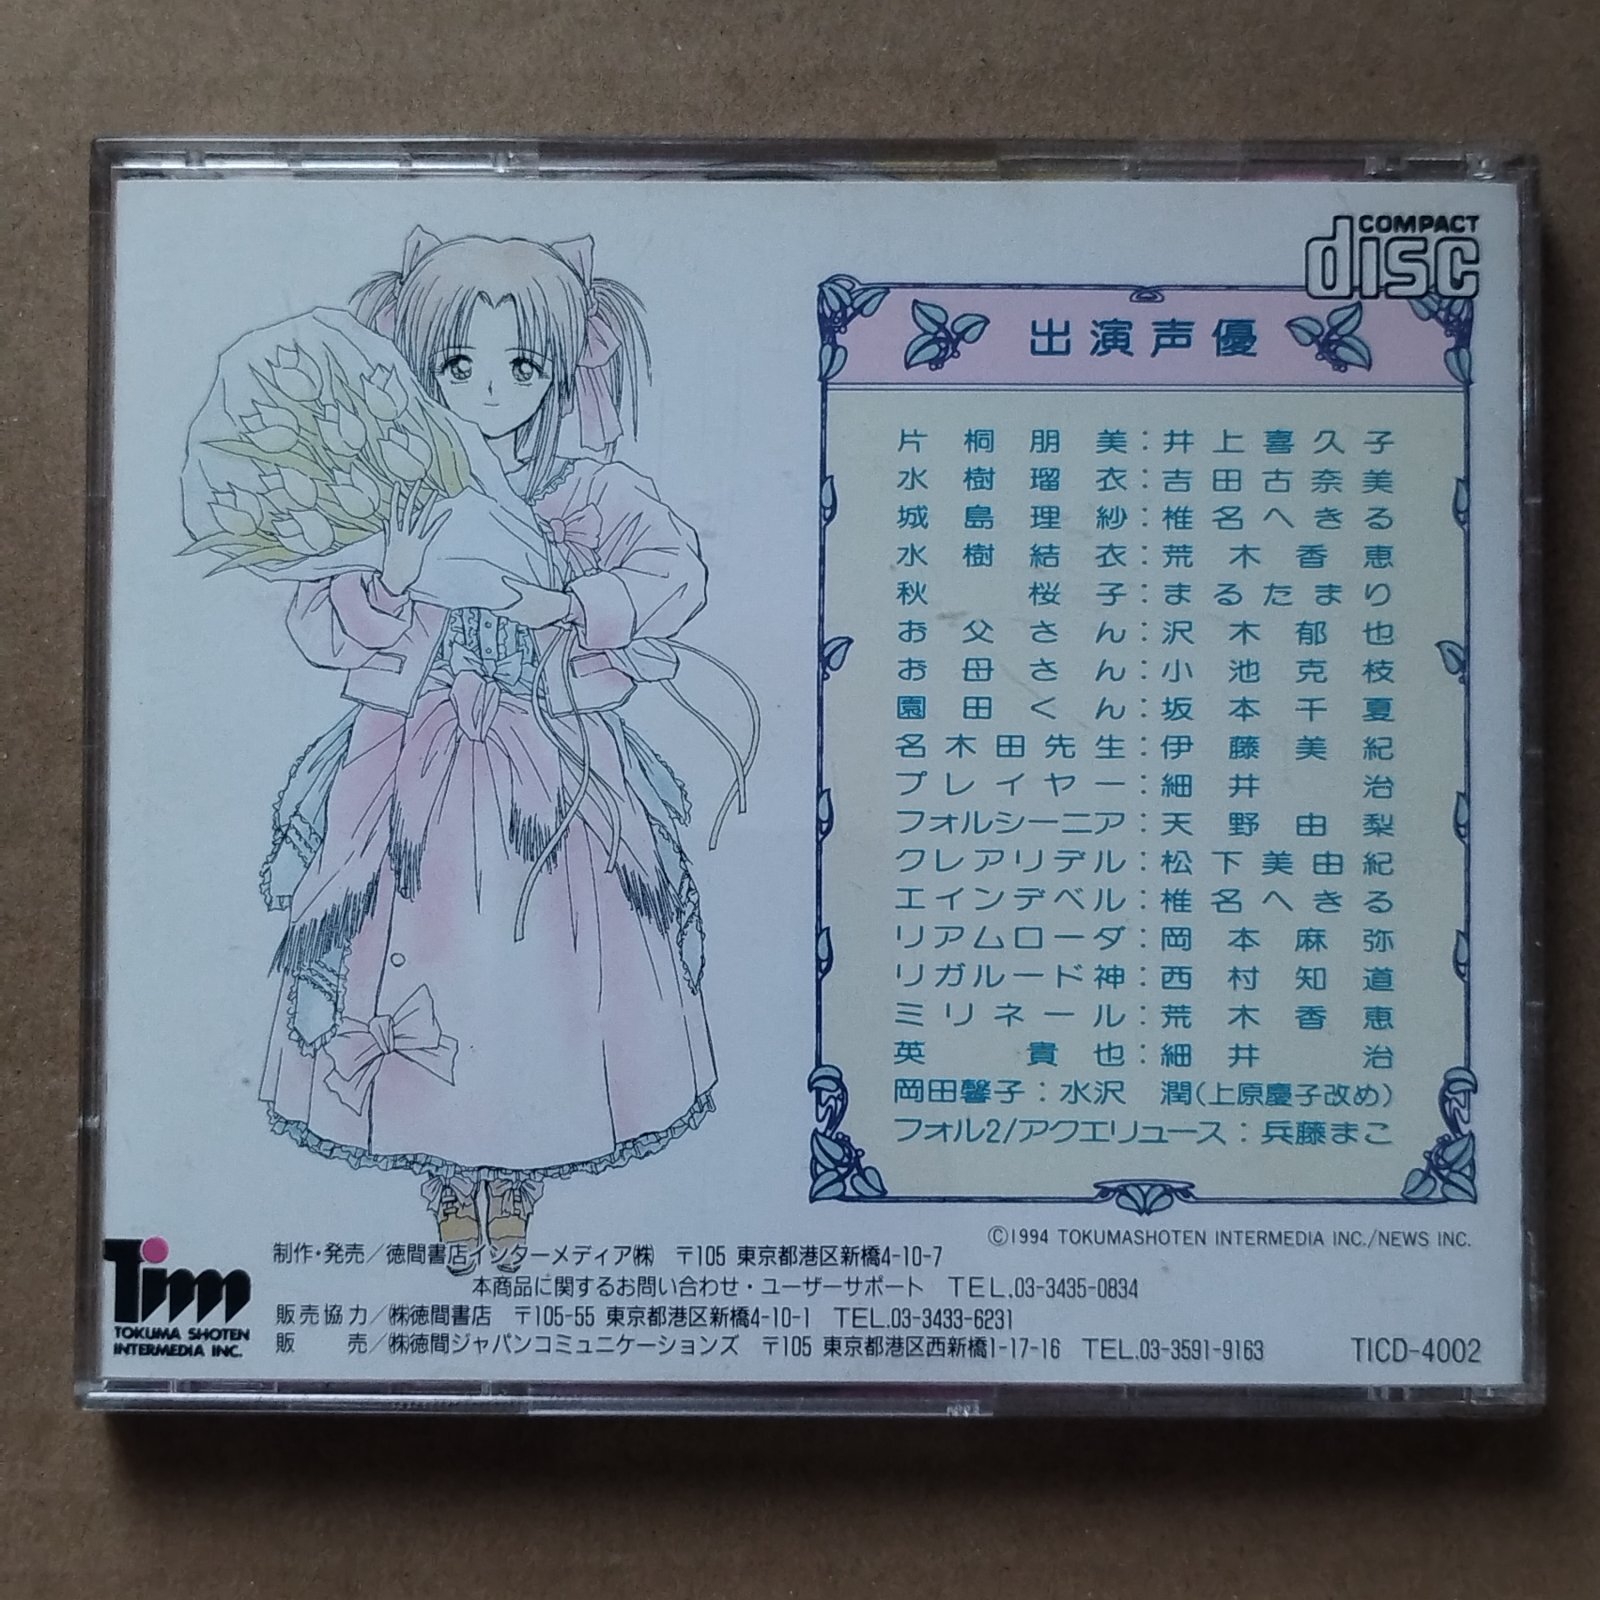 COMPACT
disc
出演声優
片桐朋美：井上喜久子
水樹瑠衣：吉田古奈美
城島理紗：椎名へきる
水樹結衣：荒木香恵
秋桜子：まるたまり
お父さん：沢木郁也
お母さん：小池克枝
園田くん：坂本千夏
名木田先生：伊藤美紀
プレイヤー：細井治
フォルシーニア：天野由梨
クレアリデル：松下美由紀
エインデベル：椎名へきる
リアムローダ：岡本麻弥
リガルード神：西村知道
ミリネール：荒木香恵
英貴也：細井治
岡田馨子：水沢 潤(上原慶子改め)
フォル2/アクエリュース：兵藤まこ
©1994 TOKUMASHOTEN INTERMEDIA INC./NEWS INC.
Tim
TOKUMA SHOTEN
INTERMEDIA INC.
制作・発売／徳間書店インターメディア㈱ 〒105 東京都港区新橋4-10-7
本商品に関するお問い合わせ・ユーザーサポート TEL.03-3435-0834
販売協力／㈱徳間書店 〒105-55 東京都港区新橋4-10-1 TEL.03-3433-6231
販売／㈱徳間ジャパンコミュニケーションズ 〒105 東京都港区西新橋1-17-16 TEL.03-3591-9163
TICD-4002